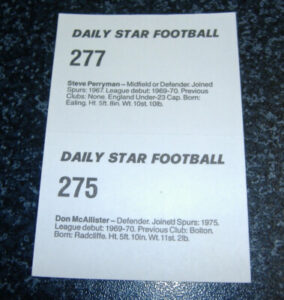 DAILY STAR FOOTBALL
277
Steve Perryman – Midfield or Defender. Joined
Spurs: 1967. League debut: 1969-70. Previous
Clubs: None. England Under-23 Cap. Born:
Ealing. Ht. 5ft. 8in. Wt. 10st. 10lb.
DAILY STAR FOOTBALL
275
Don McAllister – Defender. Joined Spurs: 1975.
League debut: 1969-70. Previous Club: Bolton.
Born: Radcliffe. Ht. 5ft. 10in. Wt. 11st. 2lb.